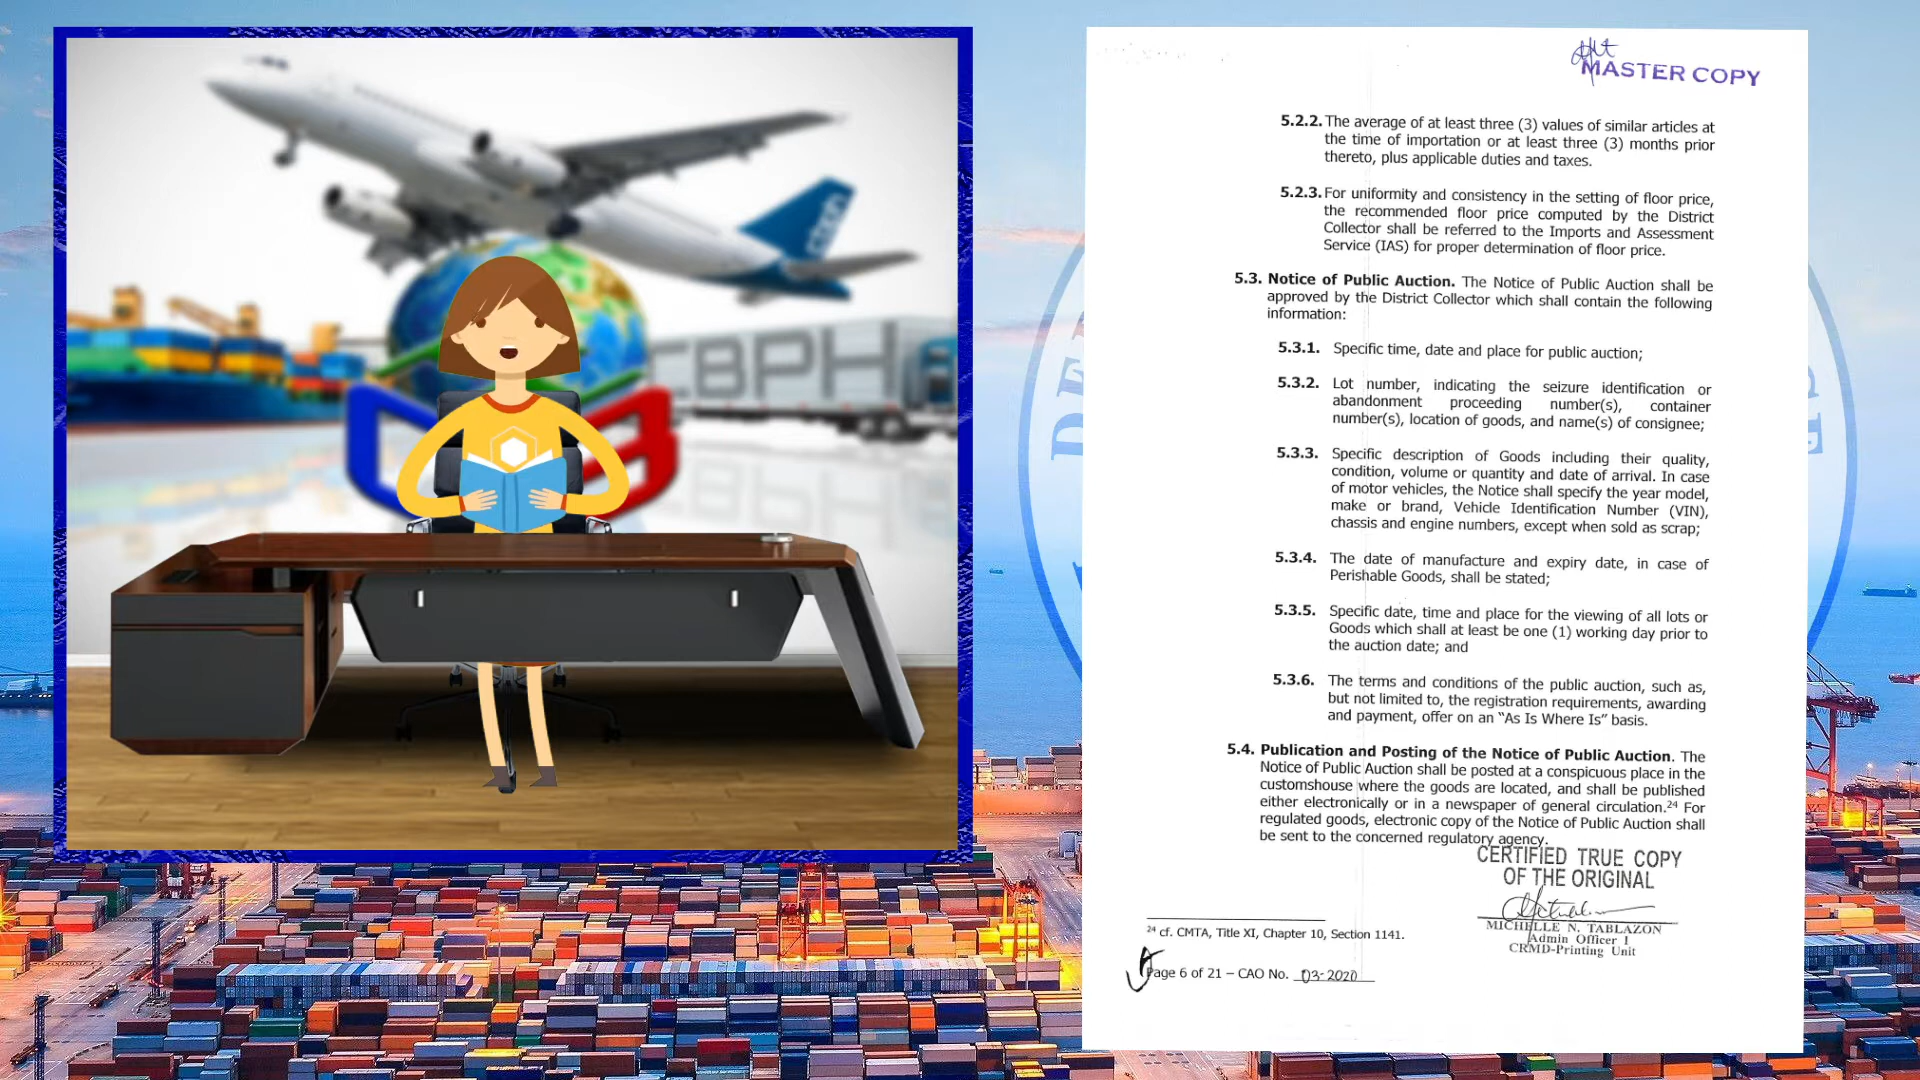 CBPH
MASTER COPY
5.2.2. The average of at least three (3) values of similar articles at
the time of importation or at least three (3) months prior
thereto, plus applicable duties and taxes.
5.2.3. For uniformity and consistency in the setting of floor price,
the recommended floor price computed by the District
Collector shall be referred to the Imports and Assessment
Service (IAS) for proper determination of floor price.
5.3. Notice of Public Auction. The Notice of Public Auction shall be
approved by the District Collector which shall contain the following
information:
5.3.1. Specific time, date and place for public auction;
5.3.2. Lot number, indicating the seizure identification or
abandonment proceeding number(s), container
number(s), location of goods, and name(s) of consignee;
5.3.3. Specific description of Goods including their quality,
condition, volume or quantity and date of arrival. In case
of motor vehicles, the Notice shall specify the year model,
make or brand, Vehicle Identification Number (VIN),
chassis and engine numbers, except when sold as scrap;
5.3.4. The date of manufacture and expiry date, in case of
Perishable Goods, shall be stated;
5.3.5. Specific date, time and place for the viewing of all lots or
Goods which shall at least be one (1) working day prior to
the auction date; and
5.3.6. The terms and conditions of the public auction, such as,
but not limited to, the registration requirements, awarding
and payment, offer on an "As Is Where Is" basis.
5.4. Publication and Posting of the Notice of Public Auction. The
Notice of Public Auction shall be posted at a conspicuous place in the
customshouse where the goods are located, and shall be published
either electronically or in a newspaper of general circulation.24 For
regulated goods, electronic copy of the Notice of Public Auction shall
be sent to the concerned regulatory agency.
CERTIFIED TRUE COPY
OF THE ORIGINAL
MICHELLE N. TABLAZON
Admin Officer I
CRMD-Printing Unit
24 cf. CMTA, Title XI, Chapter 10, Section 1141.
Page 6 of 21 – CAO No. 03-2020